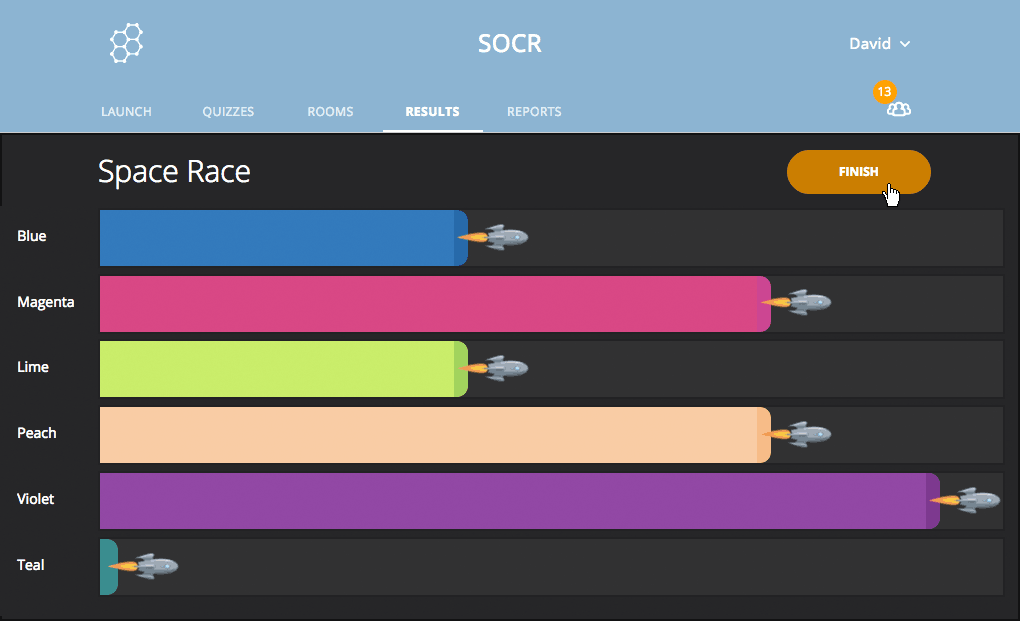 SOCR
David
13
LAUNCH QUIZZES ROOMS RESULTS REPORTS
Space Race
FINISH
Blue
Magenta
Lime
Peach
Violet
Teal